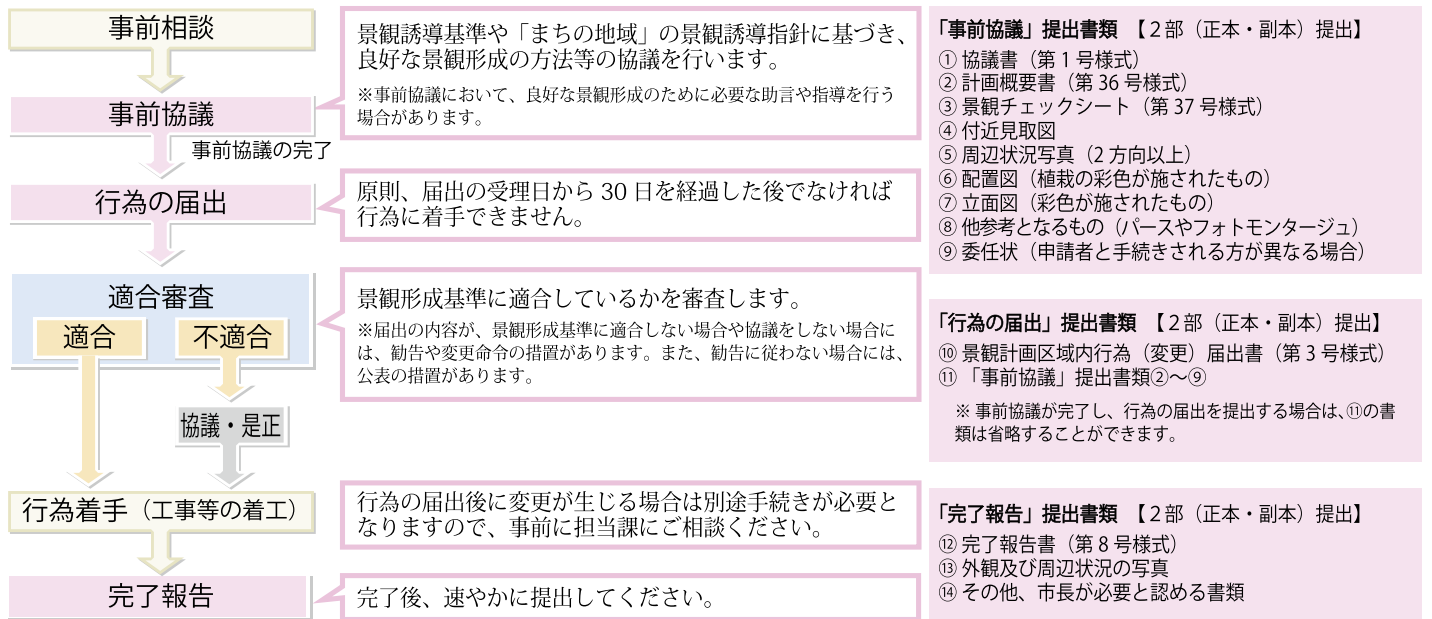 事前相談
事前協議
事前協議の完了
行為の届出
適合審査
適合
不適合
協議・是正
行為着手（工事等の着工）
完了報告
景観誘導基準や「まちの地域」の景観誘導指針に基づき、
良好な景観形成の方法等の協議を行います。
※事前協議において、良好な景観形成のために必要な助言や指導を行う
場合があります。
原則、届出の受理日から 30 日を経過した後でなければ
行為に着手できません。
景観形成基準に適合しているかを審査します。
※届出の内容が、景観形成基準に適合しない場合や協議をしない場合に
は、勧告や変更命令の措置があります。また、勧告に従わない場合には、
公表の措置があります。
行為の届出後に変更が生じる場合は別途手続きが必要と
なりますので、事前に担当課にご相談ください。
完了後、速やかに提出してください。
「事前協議」提出書類 【２部（正本・副本）提出】
① 協議書（第 1 号様式）
② 計画概要書（第 36 号様式）
③ 景観チェックシート（第 37 号様式）
④ 付近見取図
⑤ 周辺状況写真（2 方向以上）
⑥ 配置図（植栽の彩色が施されたもの）
⑦ 立面図（彩色が施されたもの）
⑧ 他参考となるもの（パースやフォトモンタージュ）
⑨ 委任状（申請者と手続きされる方が異なる場合）
「行為の届出」提出書類 【２部（正本・副本）提出】
⑩ 景観計画区域内行為（変更）届出書（第 3 号様式）
⑪ 「事前協議」提出書類②〜⑨
※ 事前協議が完了し、行為の届出を提出する場合は、⑪の書
類は省略することができます。
「完了報告」提出書類 【２部（正本・副本）提出】
⑫ 完了報告書（第 8 号様式）
⑬ 外観及び周辺状況の写真
⑭ その他、市長が必要と認める書類